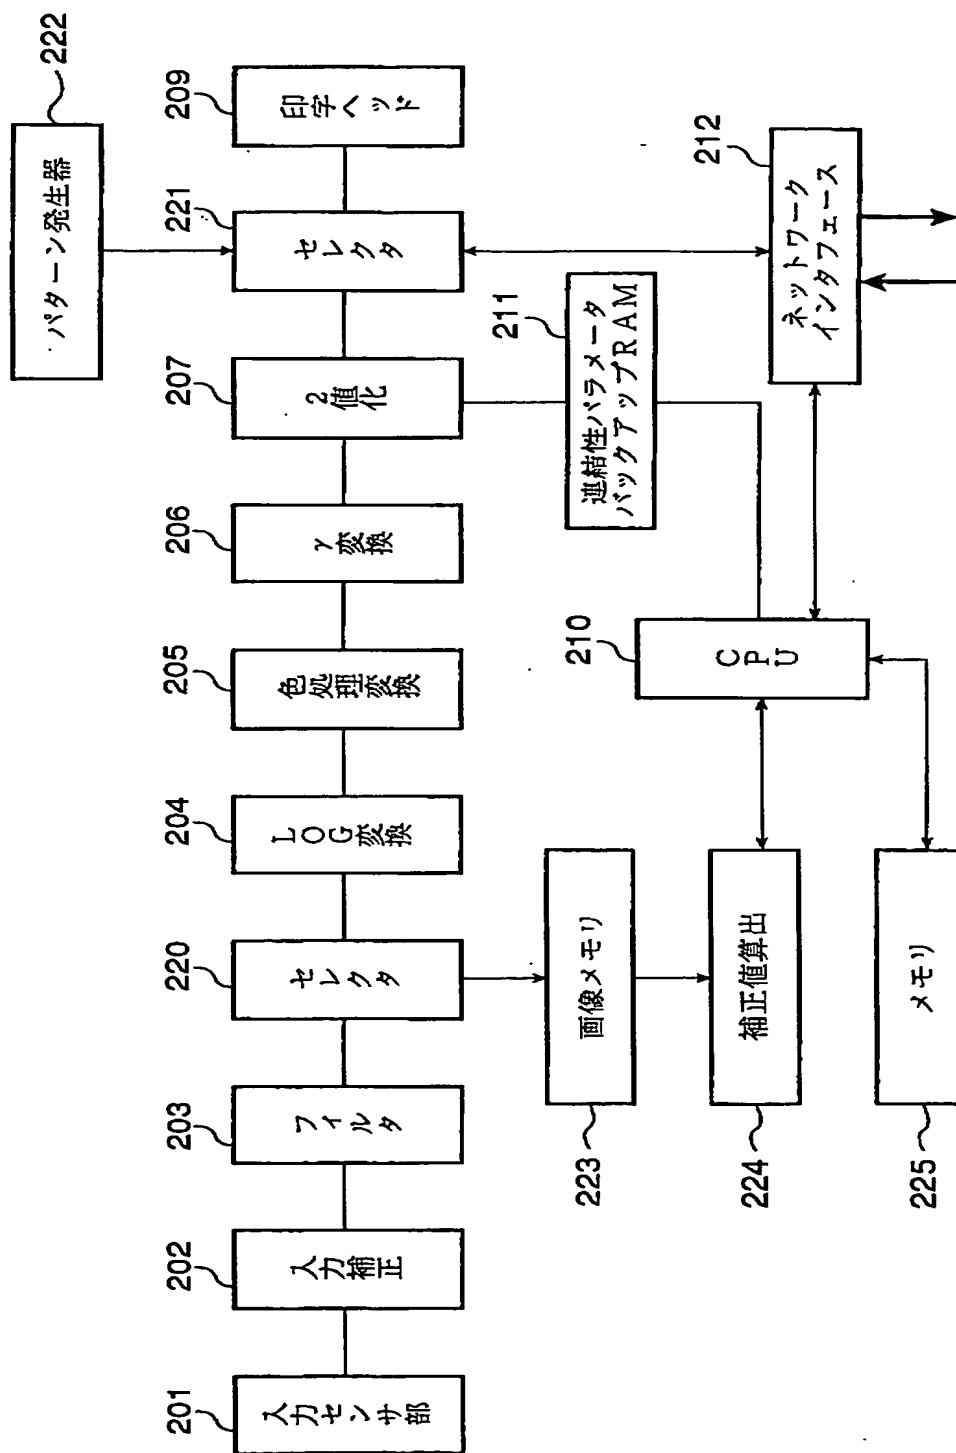 222
パターン発生器
201
入力センサ部
202
入力補正
203
フィルタ
220
セレクタ
204
LOG変換
205
色処理変換
206
γ変換
207
2値化
221
セレクタ
209
印字ヘッド
211
連結性パラメータ
バックアップRAM
212
ネットワーク
インタフェース
210
CPU
223
画像メモリ
224
補正値算出
225
メモリ